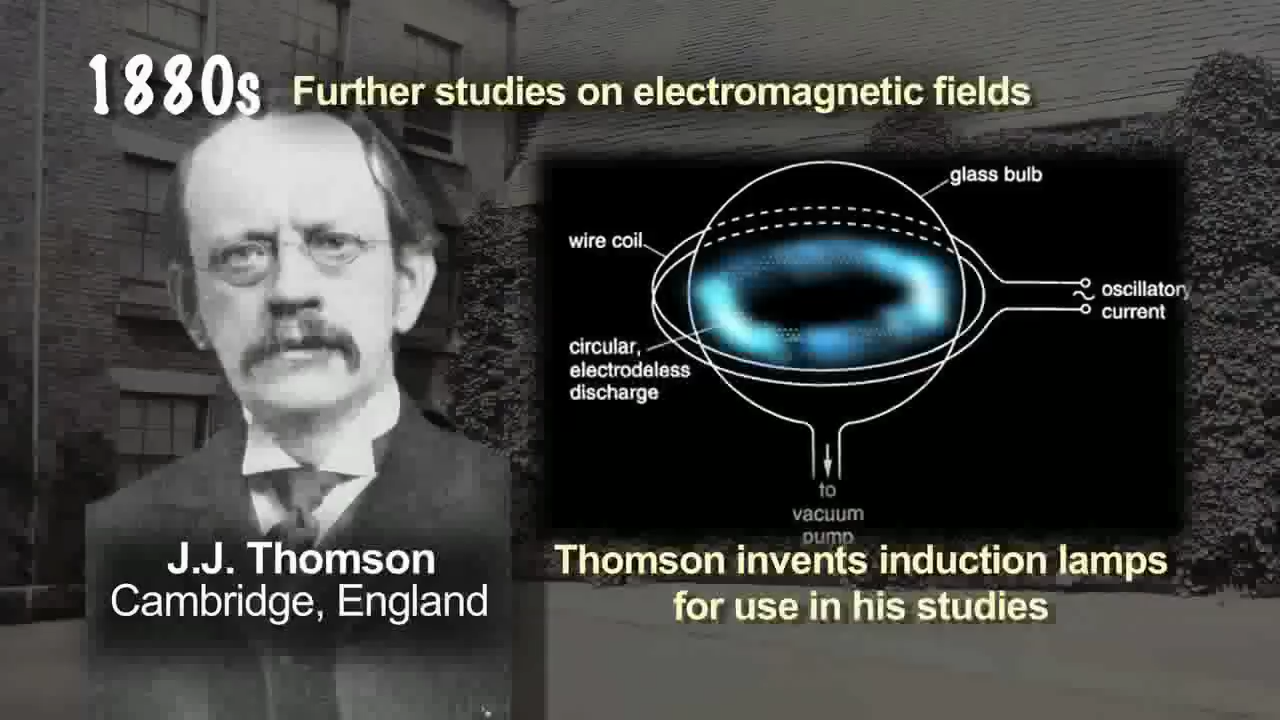 1880s
Further studies on electromagnetic fields
glass bulb
wire coil
oscillatory
current
circular,
electrodeless
discharge
to
vacuum
pump
J.J. Thomson
Cambridge, England
Thomson invents induction lamps
for use in his studies